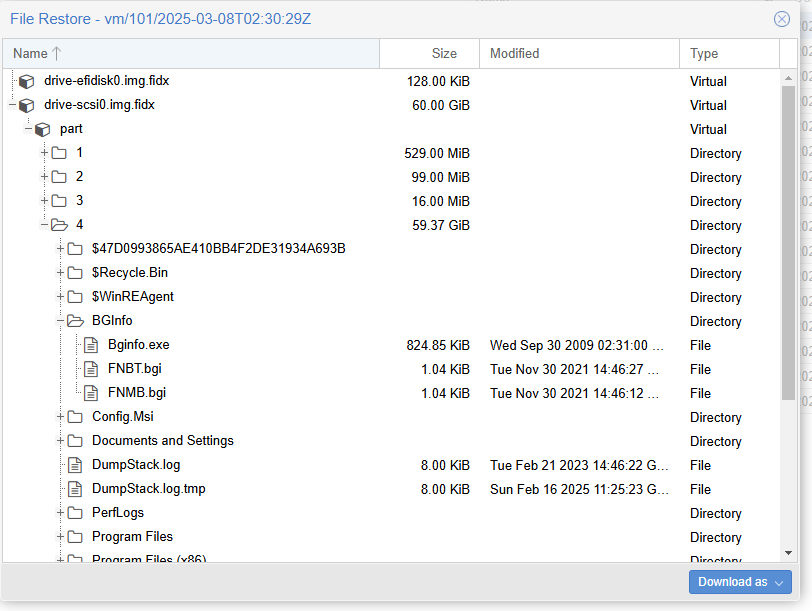 File Restore - vm/101/2025-03-08T02:30:29Z
Name Size Modified Type
drive-efidisk0.img.fidx 128.00 KiB Virtual
drive-scsi0.img.fidx 60.00 GiB Virtual
part Virtual
1 529.00 MiB Directory
2 99.00 MiB Directory
3 16.00 MiB Directory
4 59.37 GiB Directory
$47D0993865AE410BB4F2DE31934A693B Directory
$Recycle.Bin Directory
$WinREAgent Directory
BGInfo Directory
Bginfo.exe 824.85 KiB Wed Sep 30 2009 02:31:00 ... File
FNBT.bgi 1.04 KiB Tue Nov 30 2021 14:46:27 ... File
FNMB.bgi 1.04 KiB Tue Nov 30 2021 14:46:12 ... File
Config.Msi Directory
Documents and Settings Directory
DumpStack.log 8.00 KiB Tue Feb 21 2023 14:46:22 G... File
DumpStack.log.tmp 8.00 KiB Sun Feb 16 2025 11:25:23 G... File
PerfLogs Directory
Program Files Directory
Program Files (x86) Directory
Download as